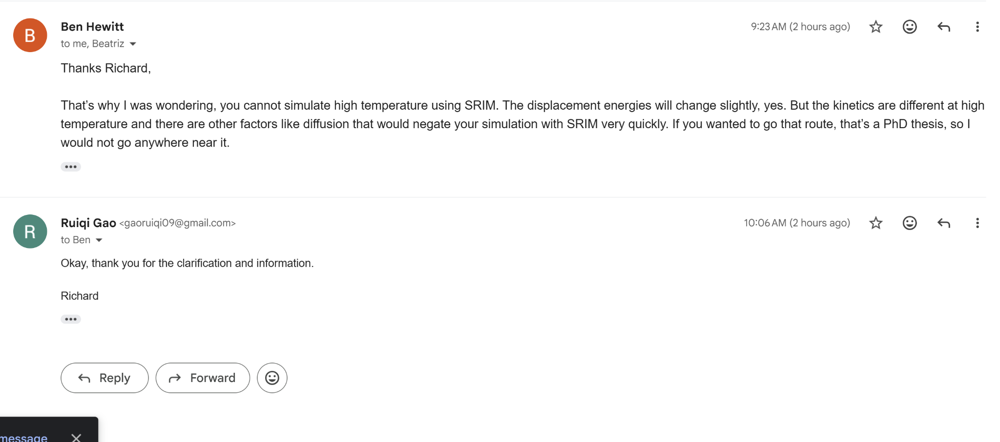 B
Ben Hewitt
9:23 AM (2 hours ago)
to me, Beatriz
Thanks Richard,
That’s why I was wondering, you cannot simulate high temperature using SRIM. The displacement energies will change slightly, yes. But the kinetics are different at high
temperature and there are other factors like diffusion that would negate your simulation with SRIM very quickly. If you wanted to go that route, that’s a PhD thesis, so I
would not go anywhere near it.
R
Ruiqi Gao <gaoruiqi09@gmail.com>
10:06 AM (2 hours ago)
to Ben
Okay, thank you for the clarification and information.
Richard
Reply
Forward
message